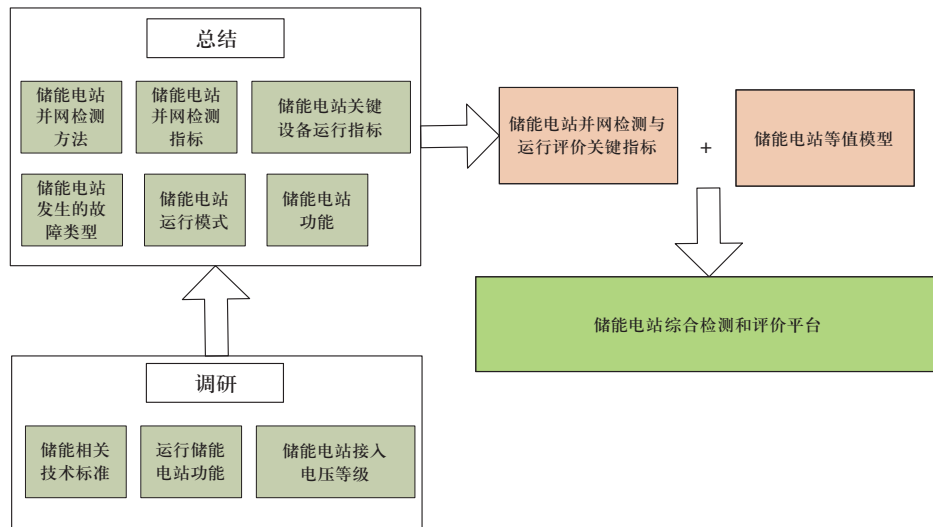 总结
储能电站
并网检测
方法
储能电站
并网检测
指标
储能电站关键
设备运行指标
储能电站
发生的故
障类型
储能电站
运行模式
储能电站
功能
储能电站并网检测与
运行评价关键指标
+
储能电站等值模型
储能电站综合检测和评价平台
调研
储能相关
技术标准
运行储能
电站功能
储能电站接入
电压等级